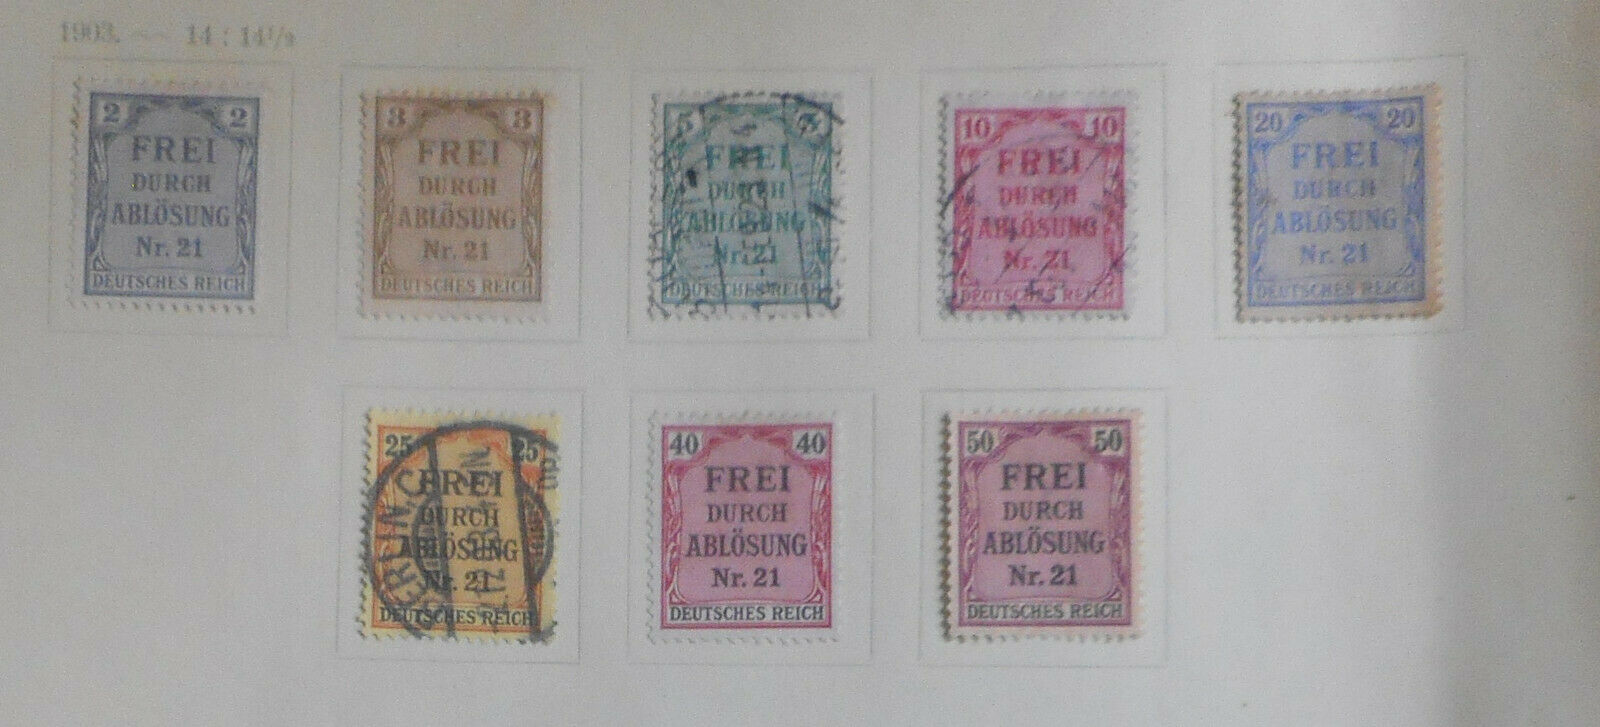 1903. 14 : 14½
2 2
FREI
DURCH
ABLÖSUNG
Nr. 21
DEUTSCHES REICH
3 3
FREI
DURCH
ABLÖSUNG
Nr. 21
DEUTSCHES REICH
5 5
FREI
DURCH
ABLÖSUNG
Nr. 21
DEUTSCHES REICH
10 10
FREI
DURCH
ABLÖSUNG
Nr. 21
DEUTSCHES REICH
20 20
FREI
DURCH
ABLÖSUNG
Nr. 21
DEUTSCHES REICH
25 25
FREI
DURCH
ABLÖSUNG
Nr. 21
DEUTSCHES REICH
BERLIN. C.
40 40
FREI
DURCH
ABLÖSUNG
Nr. 21
DEUTSCHES REICH
50 50
FREI
DURCH
ABLÖSUNG
Nr. 21
DEUTSCHES REICH